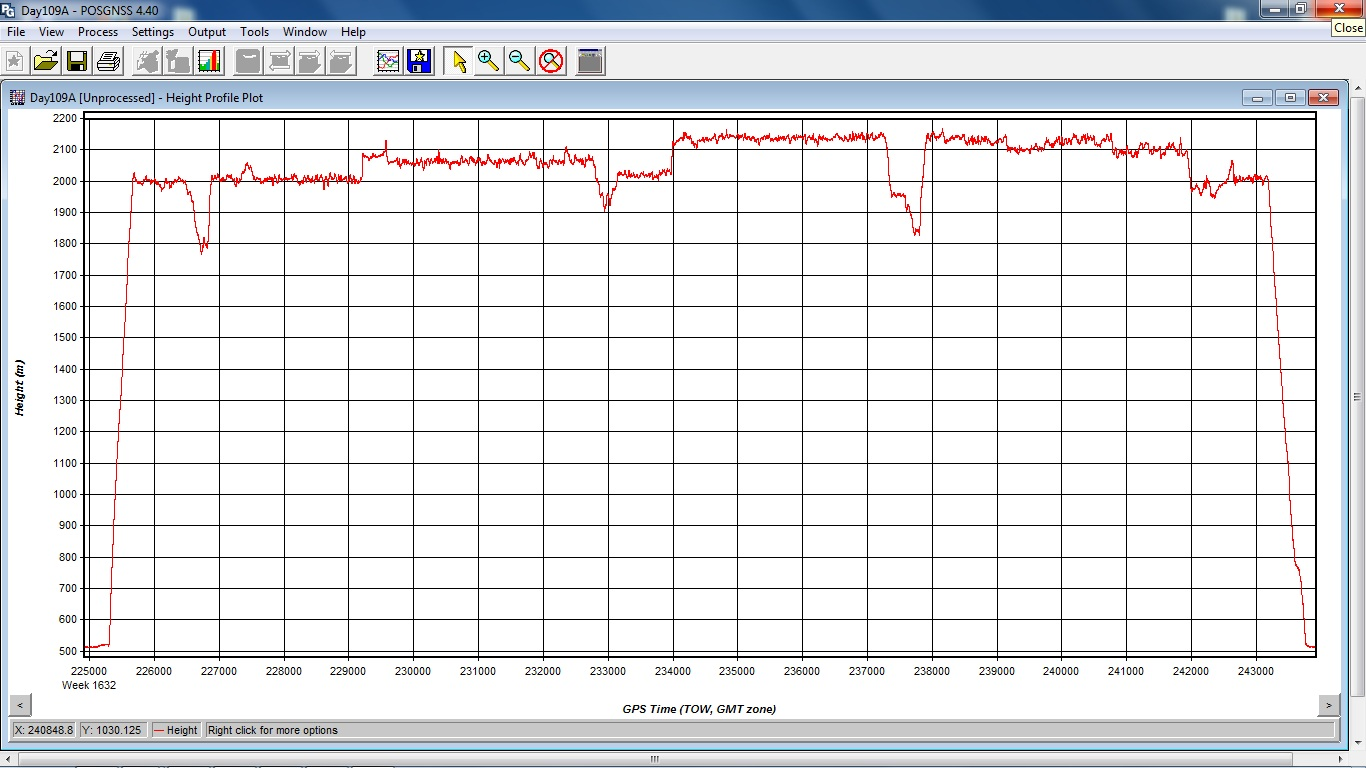 Day109A - POSGNSS 4.40
File View Process Settings Output Tools Window Help
Close
Day109A [Unprocessed] - Height Profile Plot
2200
2100
2000
1900
1800
1700
1600
1500
1400
1300
1200
1100
1000
900
800
700
600
500
Height (m)
225000 226000 227000 228000 229000 230000 231000 232000 233000 234000 235000 236000 237000 238000 239000 240000 241000 242000 243000
Week 1632
< GPS Time (TOW, GMT zone) >
X: 240848.8 Y: 1030.125 Height Right click for more options